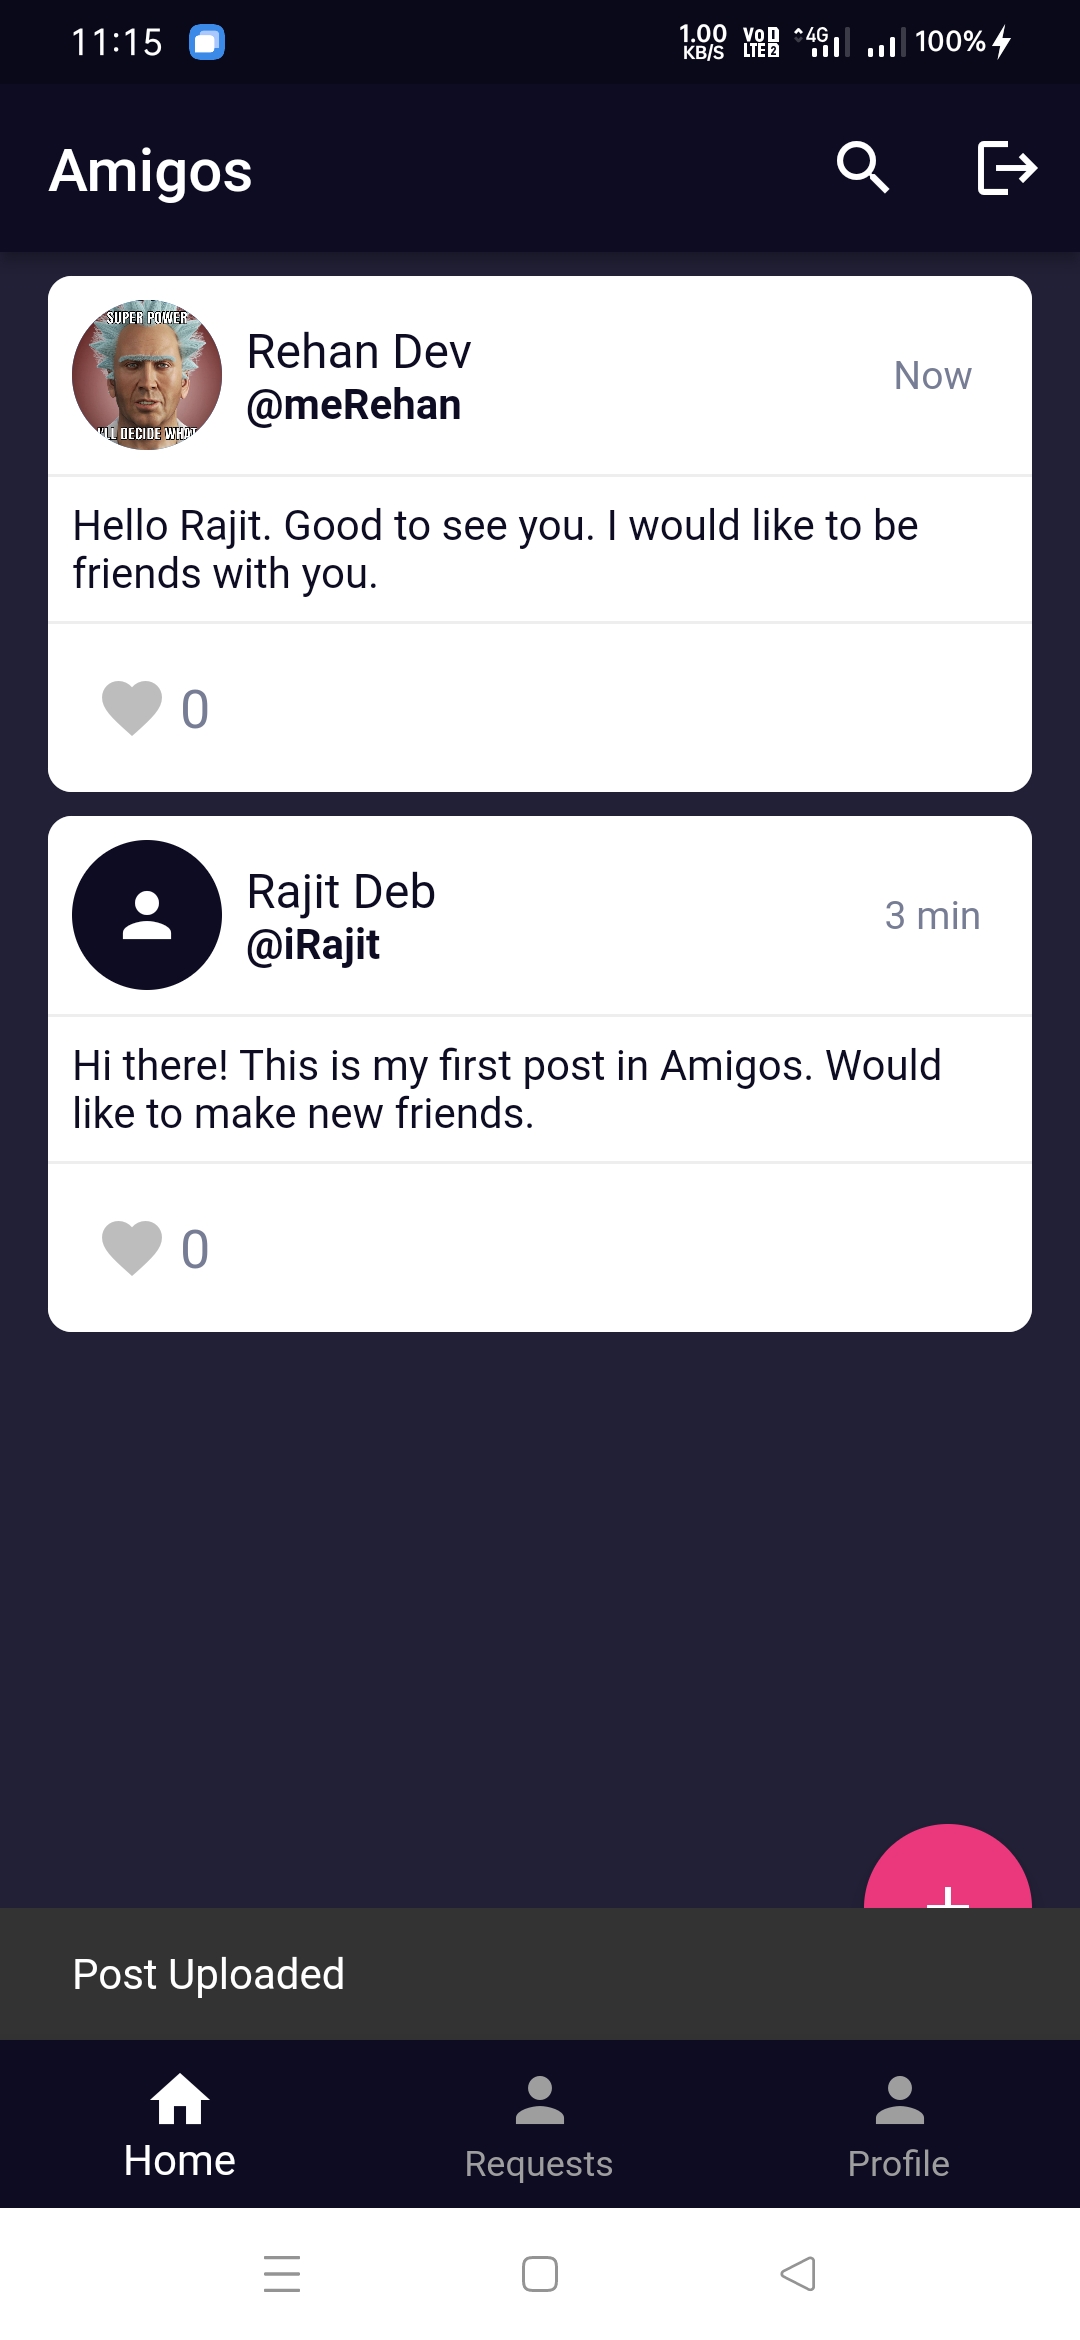 11:15
1.00 KB/S VoLTE 1 2 4G 100%
Amigos
SUPER POWER
I'LL DECIDE WHAT
Rehan Dev
@meRehan
Now
Hello Rajit. Good to see you. I would like to be
friends with you.
0
Rajit Deb
@iRajit
3 min
Hi there! This is my first post in Amigos. Would
like to make new friends.
0
+
Post Uploaded
Home
Requests
Profile